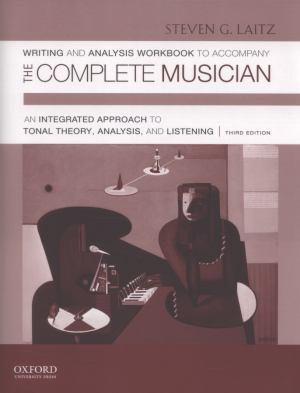 STEVEN G. LAITZ
WRITING AND ANALYSIS WORKBOOK TO ACCOMPANY
THE COMPLETE MUSICIAN
AN INTEGRATED APPROACH TO
TONAL THEORY, ANALYSIS, AND LISTENING | THIRD EDITION
OXFORD
UNIVERSITY PRESS